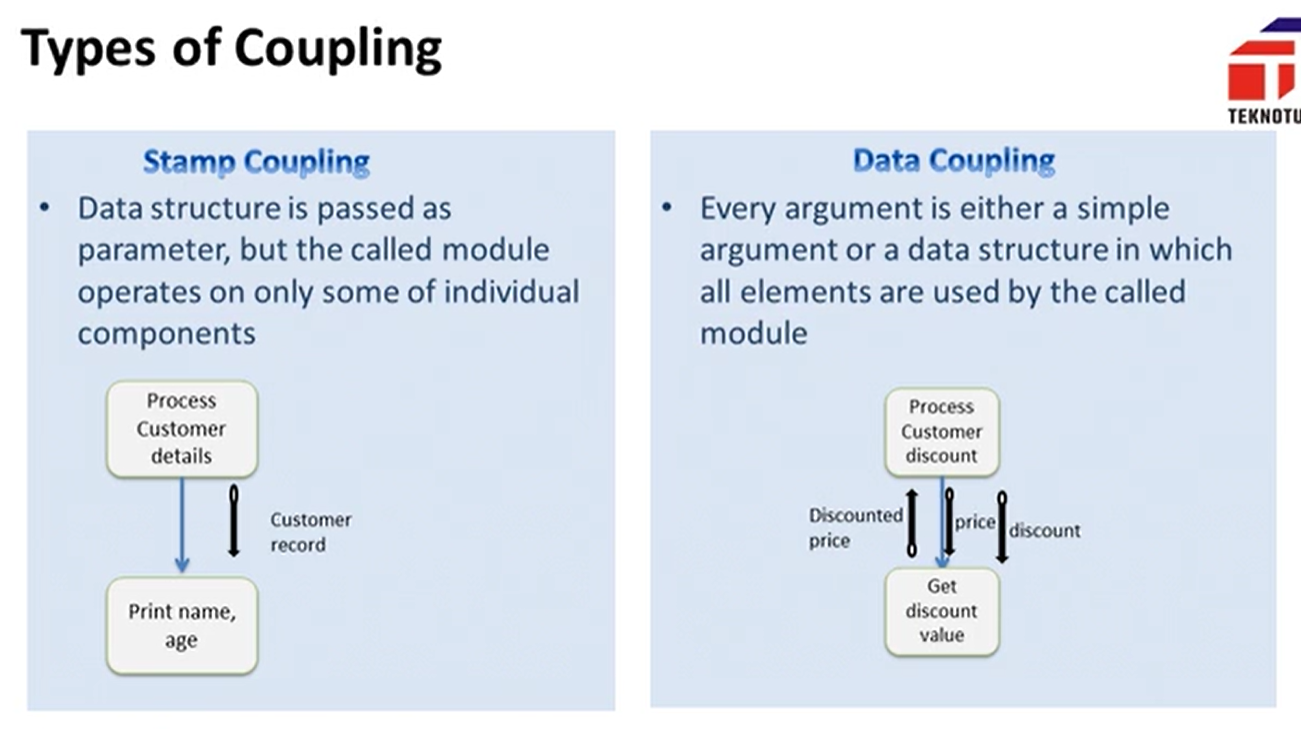 Types of Coupling
TEKNOTU
Stamp Coupling
• Data structure is passed as
parameter, but the called module
operates on only some of individual
components
Process
Customer
details
Customer
record
Print name,
age
Data Coupling
• Every argument is either a simple
argument or a data structure in which
all elements are used by the called
module
Process
Customer
discount
Discounted
price
price
discount
Get
discount
value